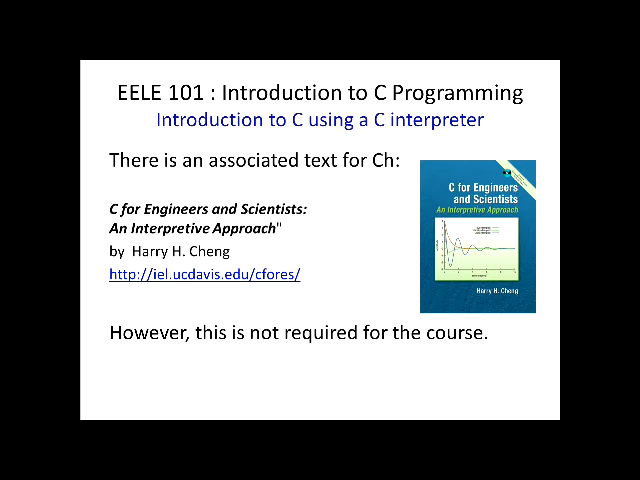 EELE 101 : Introduction to C Programming
Introduction to C using a C interpreter
There is an associated text for Ch:
C for Engineers and Scientists:
An Interpretive Approach"
by Harry H. Cheng
http://iel.ucdavis.edu/cfores/
C for Engineers
and Scientists
An Interpretive Approach
Harry H. Cheng
However, this is not required for the course.